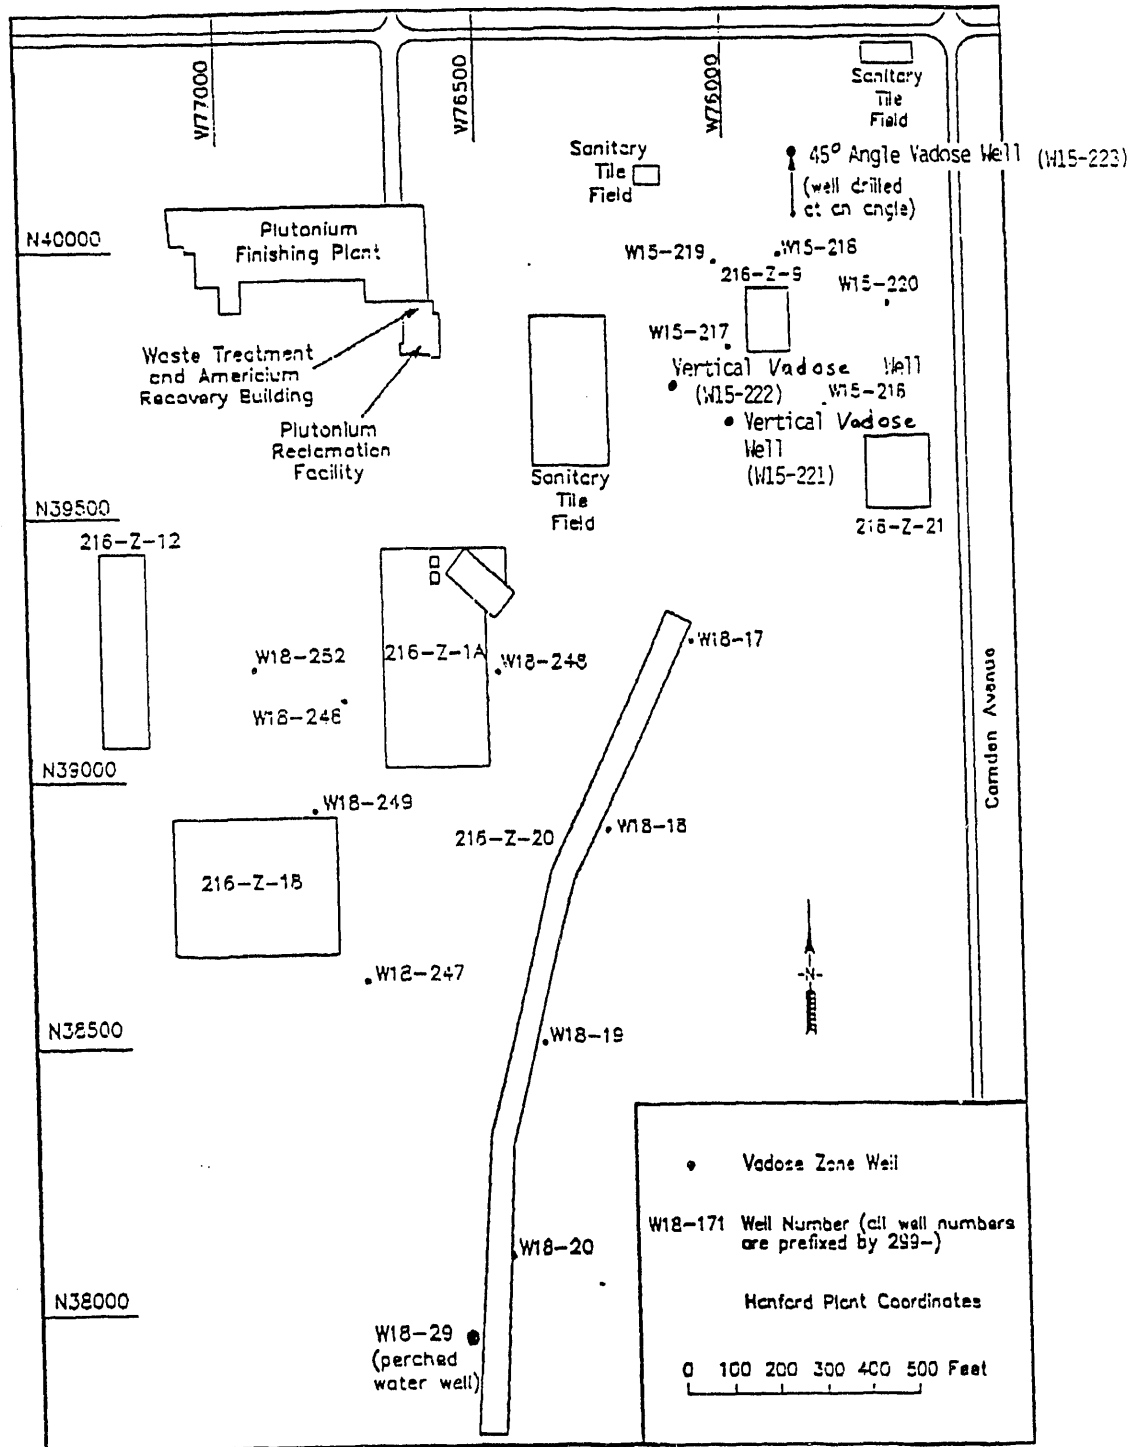 W77000
W76500
W76000
Sanitary
Tile
Field
Sanitary
Tile
Field
45° Angle Vadose Well (W15-223)
(well drilled
at an angle)
N40000
Plutonium
Finishing Plant
W15-219
W15-218
216-Z-9
W15-220
W15-217
Waste Treatment
and Americium
Recovery Building
Vertical Vadose Well
(W15-222)
W15-216
Plutonium
Reclamation
Facility
Vertical Vadose
Well
(W15-221)
Sanitary
Tile
Field
N39500
216-Z-21
216-Z-12
W18-17
W18-252
216-Z-1A
W18-248
W18-246
Camden Avenue
N39000
W18-249
W18-18
216-Z-20
216-Z-18
W18-247
-N-
N38500
W18-19
Vadose Zone Well
W18-171 Well Number (all well numbers
are prefixed by 299-)
W18-20
Hanford Plant Coordinates
N38000
W18-29
(perched
water well)
0 100 200 300 400 500 Feet